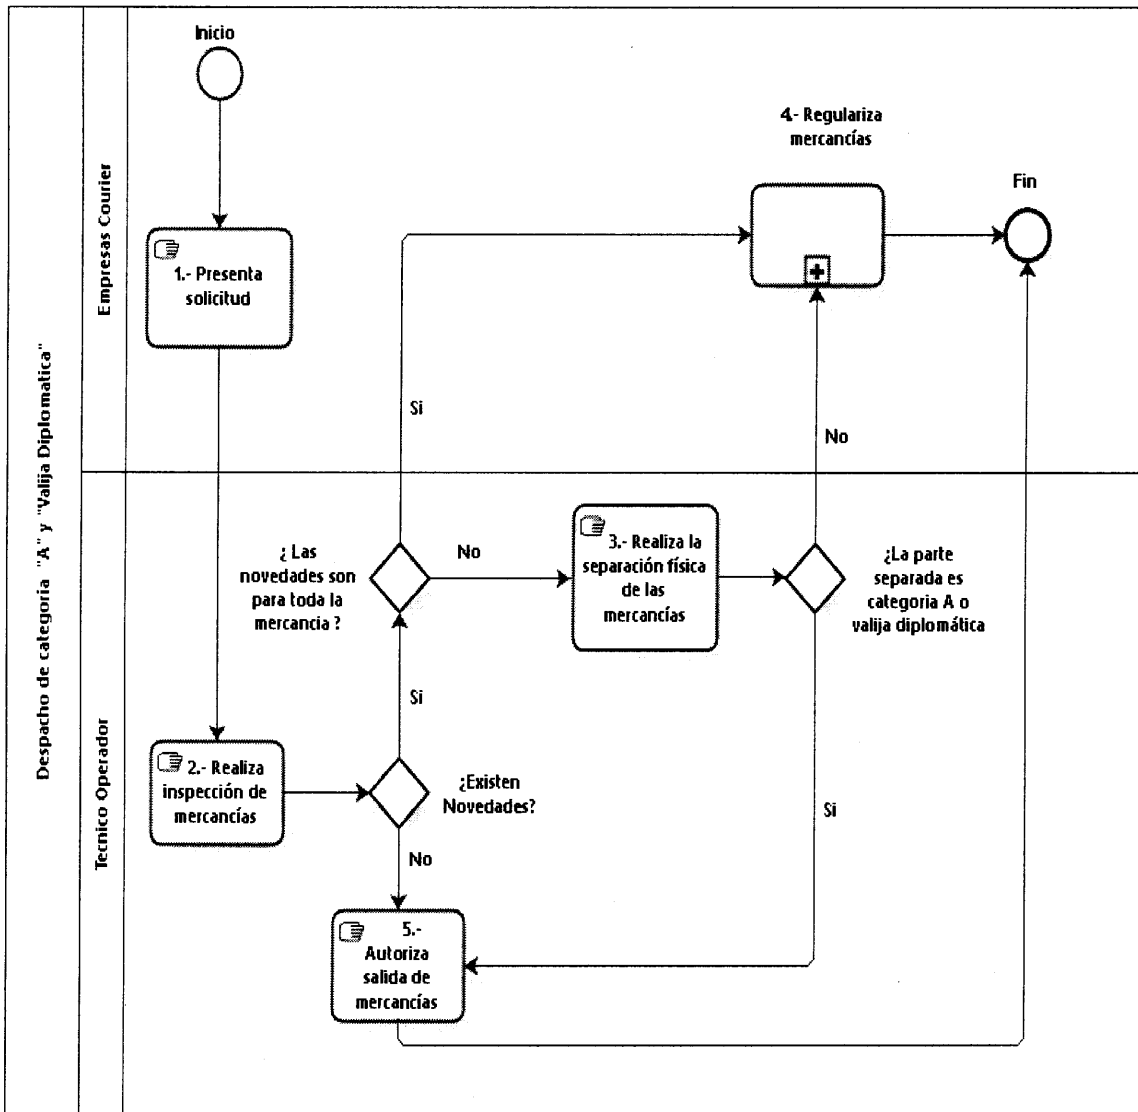 Despacho de categoria "A" y "Valija Diplomatica"
Empresas Courier
Inicio
1.- Presenta
solicitud
4.- Regulariza
mercancías
Fin
Si
No
Tecnico Operador
¿ Las
novedades son
para toda la
mercancia ?
No
3.- Realiza la
separación física
de las
mercancías
¿La parte
separada es
categoria A o
valija diplomática
Si
2.- Realiza
inspección de
mercancías
¿Existen
Novedades?
Si
No
5.-
Autoriza
salida de
mercancías